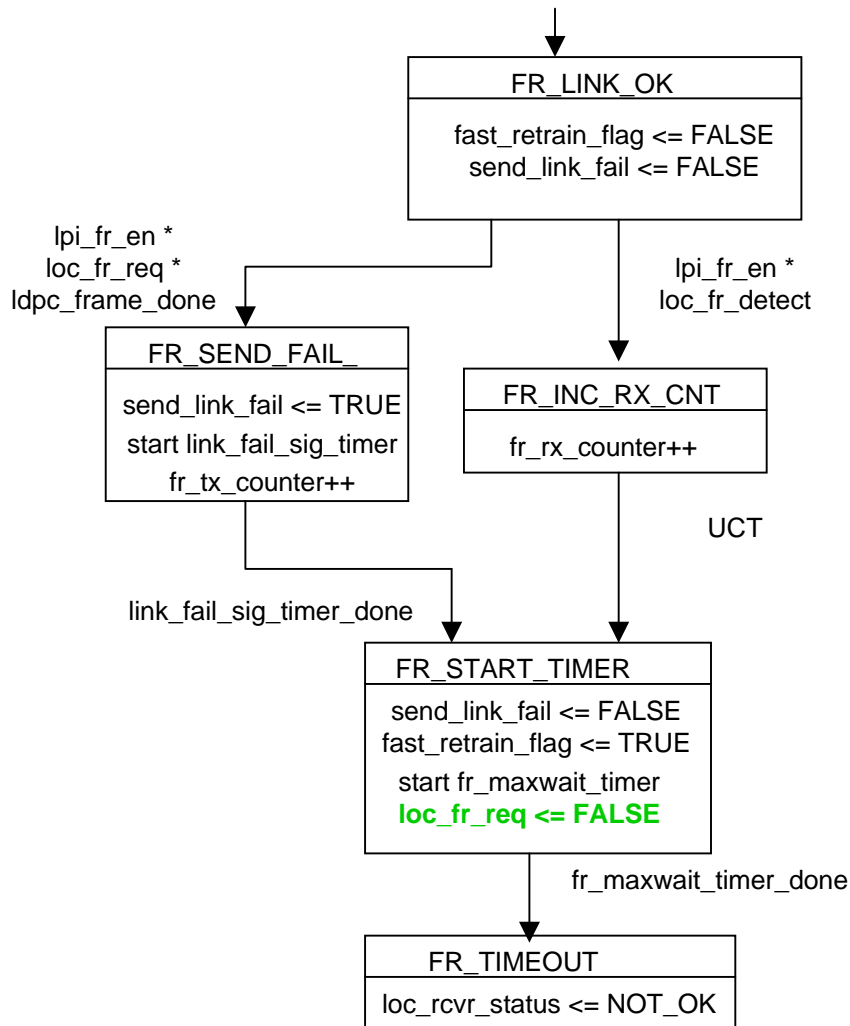 FR_LINK_OK
fast_retrain_flag <= FALSE
send_link_fail <= FALSE
lpi_fr_en *
loc_fr_req *
ldpc_frame_done
lpi_fr_en *
loc_fr_detect
FR_SEND_FAIL_
send_link_fail <= TRUE
start link_fail_sig_timer
fr_tx_counter++
FR_INC_RX_CNT
fr_rx_counter++
UCT
link_fail_sig_timer_done
FR_START_TIMER
send_link_fail <= FALSE
fast_retrain_flag <= TRUE
start fr_maxwait_timer
loc_fr_req <= FALSE
fr_maxwait_timer_done
FR_TIMEOUT
loc_rcvr_status <= NOT_OK